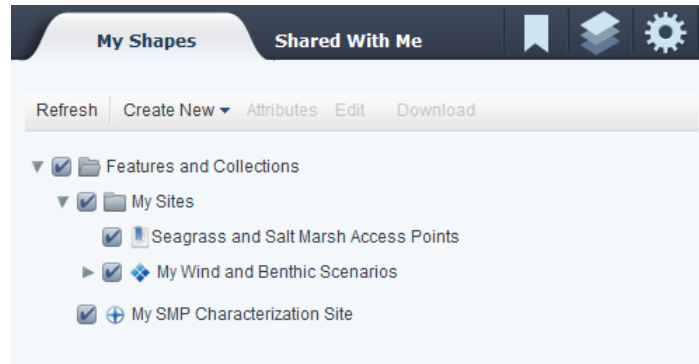 My Shapes Shared With Me
Refresh Create New Attributes Edit Download
Features and Collections
My Sites
Seagrass and Salt Marsh Access Points
My Wind and Benthic Scenarios
My SMP Characterization Site